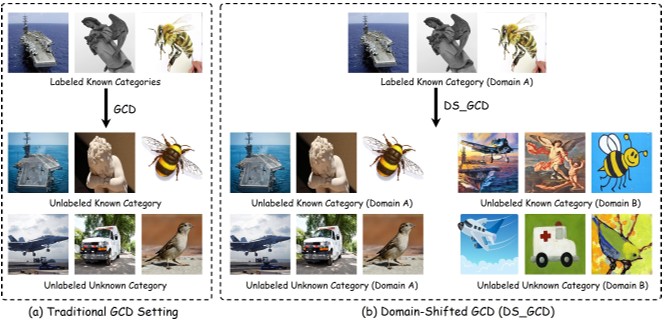 Labeled Known Categories
GCD
Unlabeled Known Category
Unlabeled Unknown Category
(a) Traditional GCD Setting
Labeled Known Category (Domain A)
DS_GCD
Unlabeled Known Category (Domain A)
Unlabeled Known Category (Domain B)
Unlabeled Unknown Category (Domain A)
Unlabeled Unknown Category (Domain B)
(b) Domain-Shifted GCD (DS_GCD)